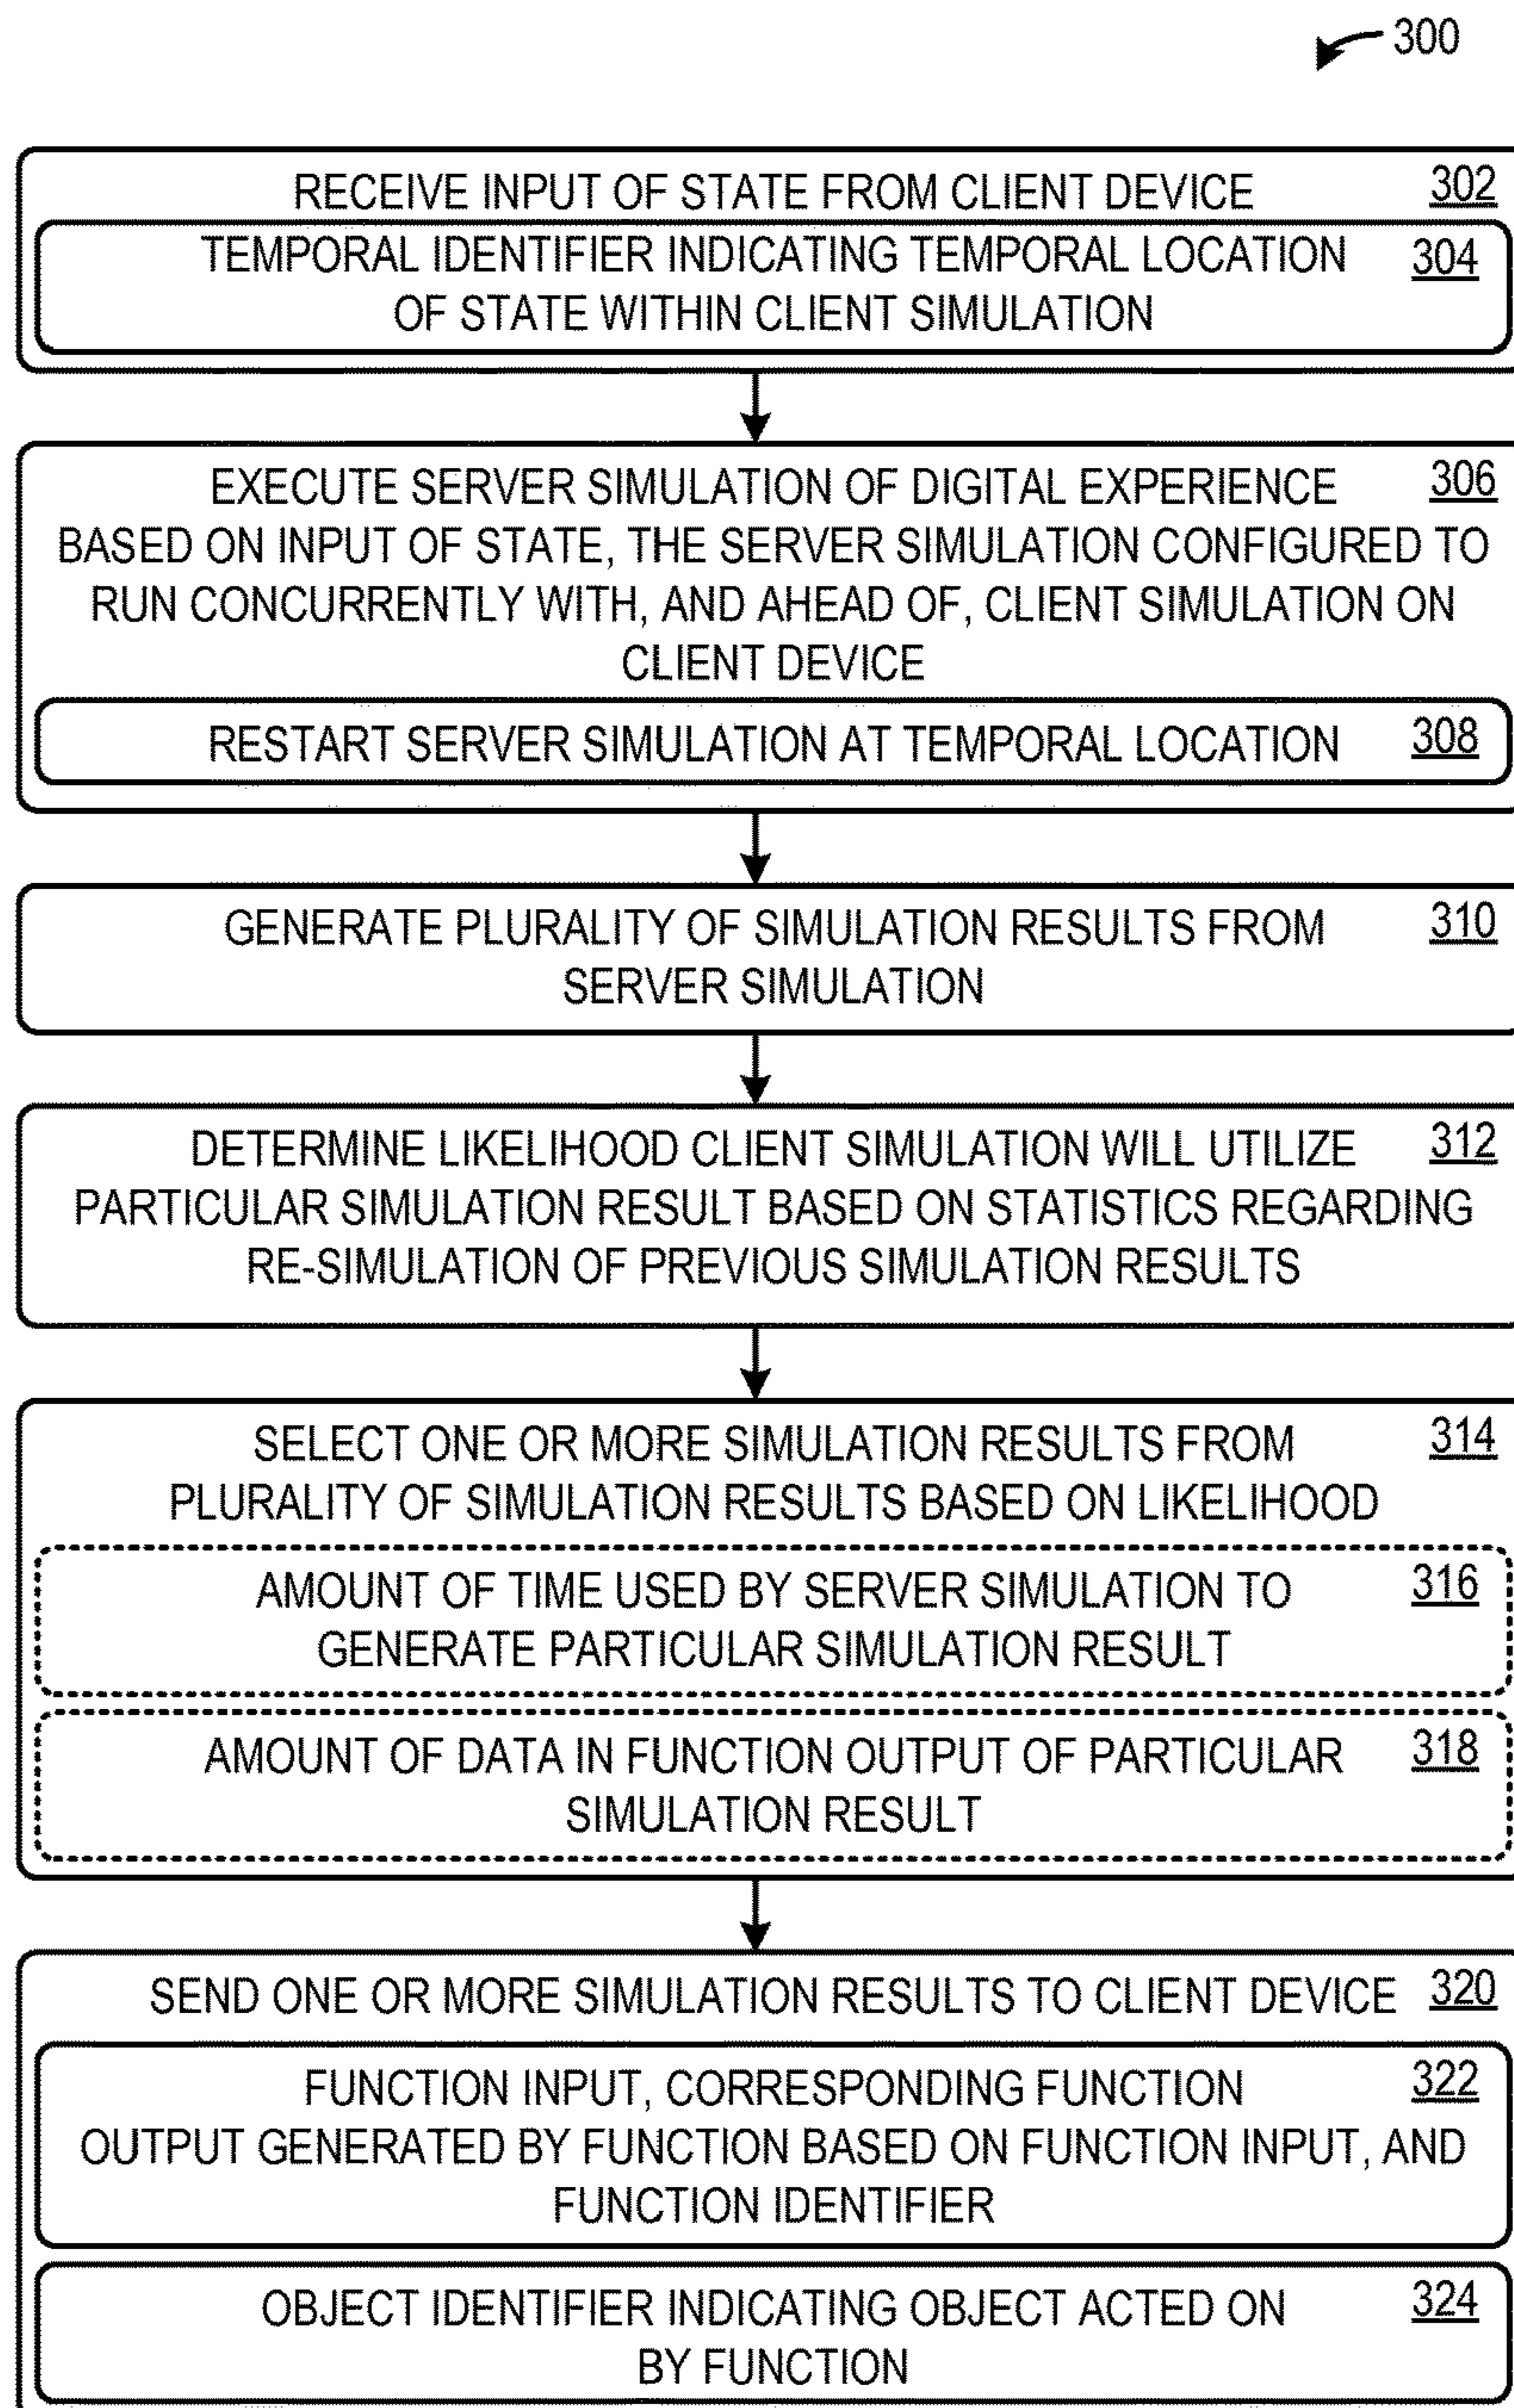 300
RECEIVE INPUT OF STATE FROM CLIENT DEVICE 302
TEMPORAL IDENTIFIER INDICATING TEMPORAL LOCATION 304
OF STATE WITHIN CLIENT SIMULATION
EXECUTE SERVER SIMULATION OF DIGITAL EXPERIENCE 306
BASED ON INPUT OF STATE, THE SERVER SIMULATION CONFIGURED TO
RUN CONCURRENTLY WITH, AND AHEAD OF, CLIENT SIMULATION ON
CLIENT DEVICE
RESTART SERVER SIMULATION AT TEMPORAL LOCATION 308
GENERATE PLURALITY OF SIMULATION RESULTS FROM 310
SERVER SIMULATION
DETERMINE LIKELIHOOD CLIENT SIMULATION WILL UTILIZE 312
PARTICULAR SIMULATION RESULT BASED ON STATISTICS REGARDING
RE-SIMULATION OF PREVIOUS SIMULATION RESULTS
SELECT ONE OR MORE SIMULATION RESULTS FROM 314
PLURALITY OF SIMULATION RESULTS BASED ON LIKELIHOOD
AMOUNT OF TIME USED BY SERVER SIMULATION TO 316
GENERATE PARTICULAR SIMULATION RESULT
AMOUNT OF DATA IN FUNCTION OUTPUT OF PARTICULAR 318
SIMULATION RESULT
SEND ONE OR MORE SIMULATION RESULTS TO CLIENT DEVICE 320
FUNCTION INPUT, CORRESPONDING FUNCTION 322
OUTPUT GENERATED BY FUNCTION BASED ON FUNCTION INPUT, AND
FUNCTION IDENTIFIER
OBJECT IDENTIFIER INDICATING OBJECT ACTED ON 324
BY FUNCTION